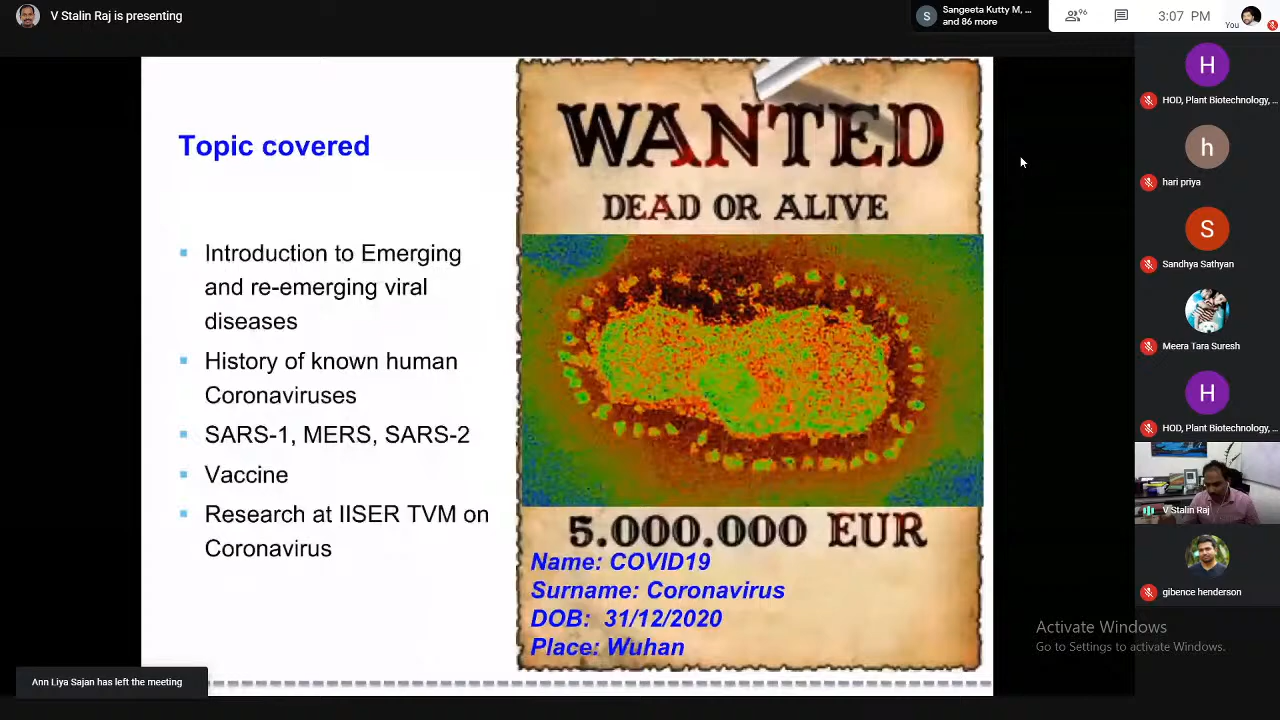 V Stalin Raj is presenting
S
Sangeeta Kutty M, ...
and 86 more
96
3:07 PM
You
Topic covered
Introduction to Emerging
and re-emerging viral
diseases
History of known human
Coronaviruses
SARS-1, MERS, SARS-2
Vaccine
Research at IISER TVM on
Coronavirus
WANTED
DEAD OR ALIVE
5.000.000 EUR
Name: COVID19
Surname: Coronavirus
DOB: 31/12/2020
Place: Wuhan
H
HOD, Plant Biotechnology, ...
h
hari priya
S
Sandhya Sathyan
Meera Tara Suresh
H
HOD, Plant Biotechnology, ...
V Stalin Raj
gibence henderson
Activate Windows
Go to Settings to activate Windows.
Ann Liya Sajan has left the meeting